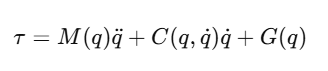 τ = M(q)q̈ + C(q, q̇)q̇ + G(q)